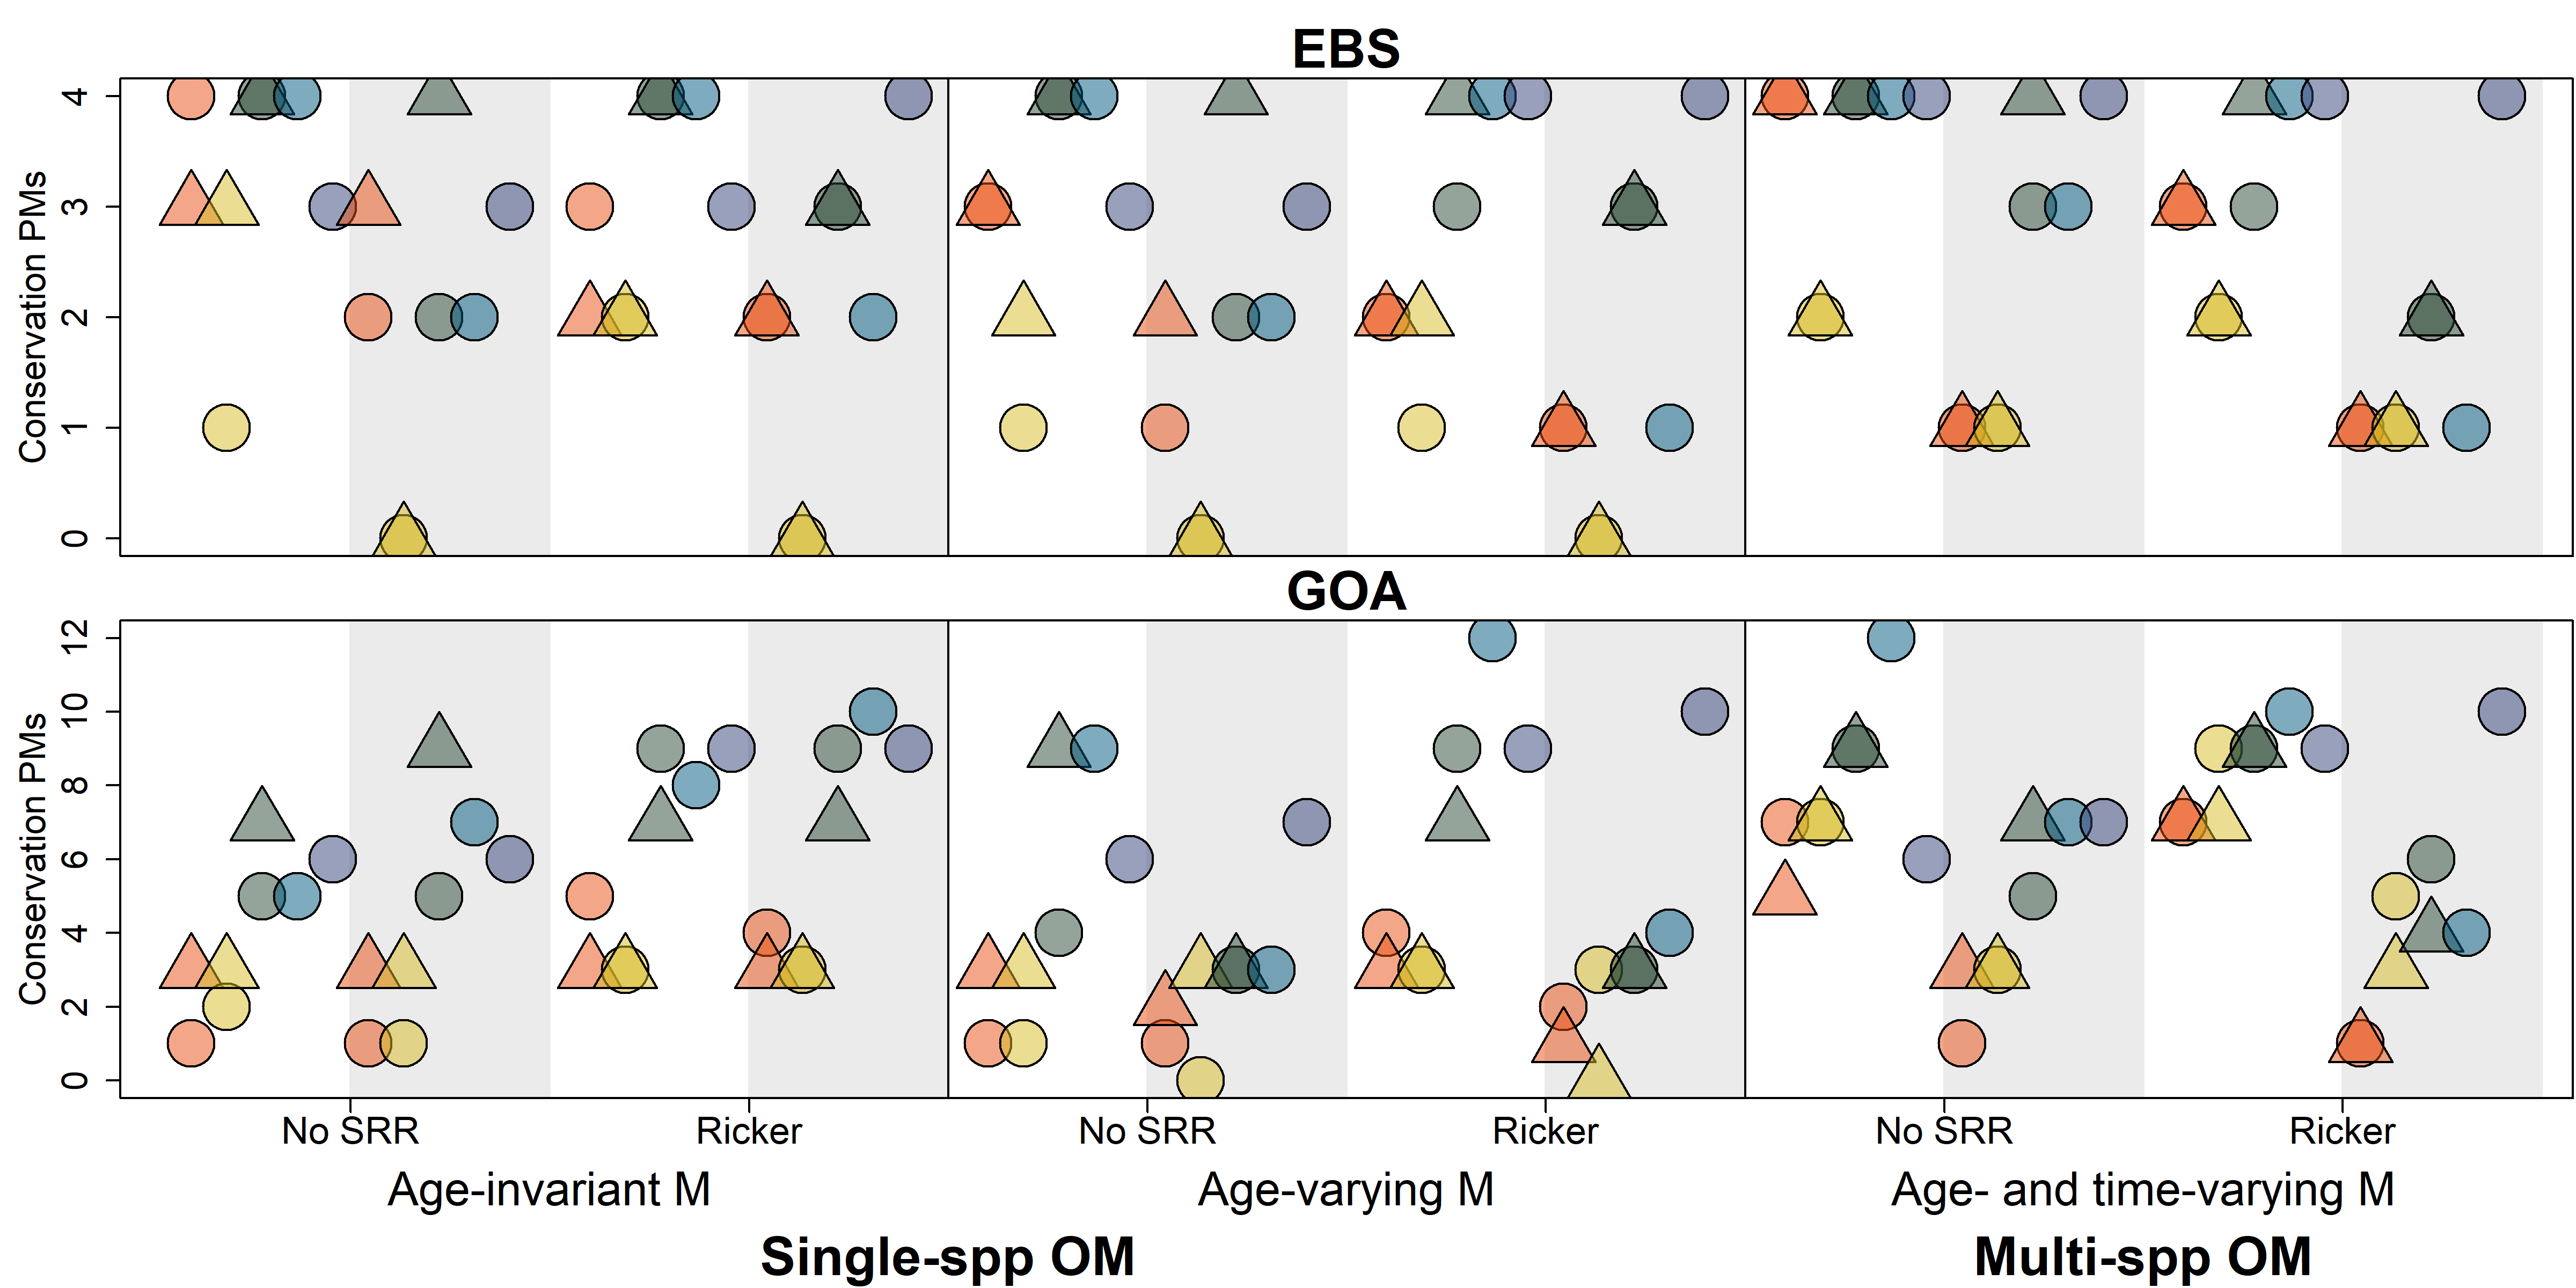 EBS
Conservation PMs
4
3
2
1
0
GOA
Conservation PMs
12
10
8
6
4
2
0
No SRR Ricker No SRR Ricker No SRR Ricker
Age-invariant M Age-varying M Age- and time-varying M
Single-spp OM Multi-spp OM